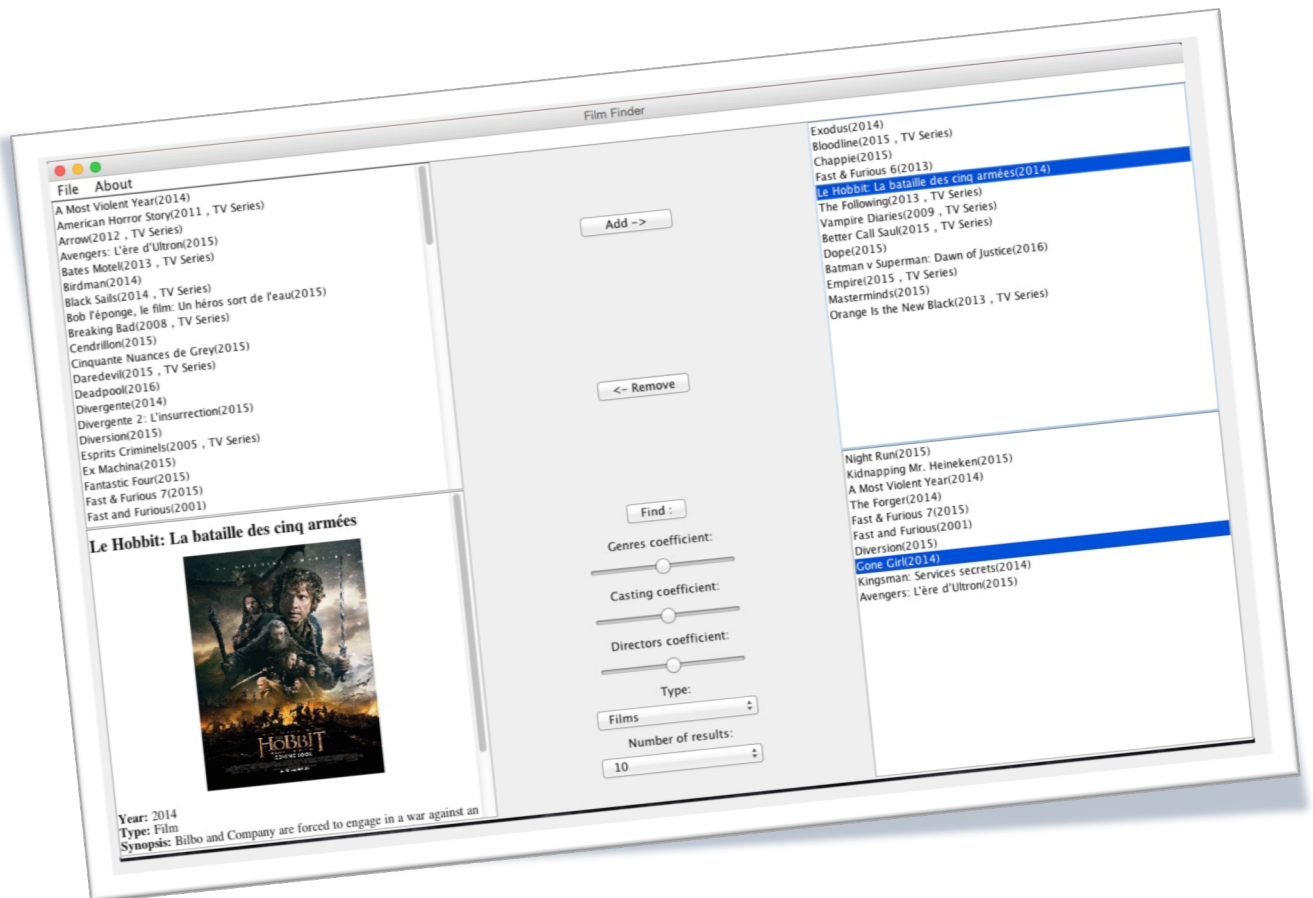 Film Finder
File About
A Most Violent Year(2014)
American Horror Story(2011 , TV Series)
Arrow(2012 , TV Series)
Avengers: L'ère d'Ultron(2015)
Bates Motel(2013 , TV Series)
Birdman(2014)
Black Sails(2014 , TV Series)
Bob l'éponge, le film: Un héros sort de l'eau(2015)
Breaking Bad(2008 , TV Series)
Cendrillon(2015)
Cinquante Nuances de Grey(2015)
Daredevil(2015 , TV Series)
Deadpool(2016)
Divergente(2014)
Divergente 2: L'insurrection(2015)
Diversion(2015)
Esprits Criminels(2005 , TV Series)
Ex Machina(2015)
Fantastic Four(2015)
Fast & Furious 7(2015)
Fast and Furious(2001)
Le Hobbit: La bataille des cinq armées
HOBBIT
COMING SOON
Year: 2014
Type: Film
Synopsis: Bilbo and Company are forced to engage in a war against an
Add ->
<- Remove
Find :
Genres coefficient:
Casting coefficient:
Directors coefficient:
Type:
Films
Number of results:
10
Exodus(2014)
Bloodline(2015 , TV Series)
Chappie(2015)
Fast & Furious 6(2013)
Le Hobbit: La bataille des cinq armées(2014)
The Following(2013 , TV Series)
Vampire Diaries(2009 , TV Series)
Better Call Saul(2015 , TV Series)
Dope(2015)
Batman v Superman: Dawn of Justice(2016)
Empire(2015 , TV Series)
Masterminds(2015)
Orange Is the New Black(2013 , TV Series)
Night Run(2015)
Kidnapping Mr. Heineken(2015)
A Most Violent Year(2014)
The Forger(2014)
Fast & Furious 7(2015)
Fast and Furious(2001)
Diversion(2015)
Gone Girl(2014)
Kingsman: Services secrets(2014)
Avengers: L'ère d'Ultron(2015)